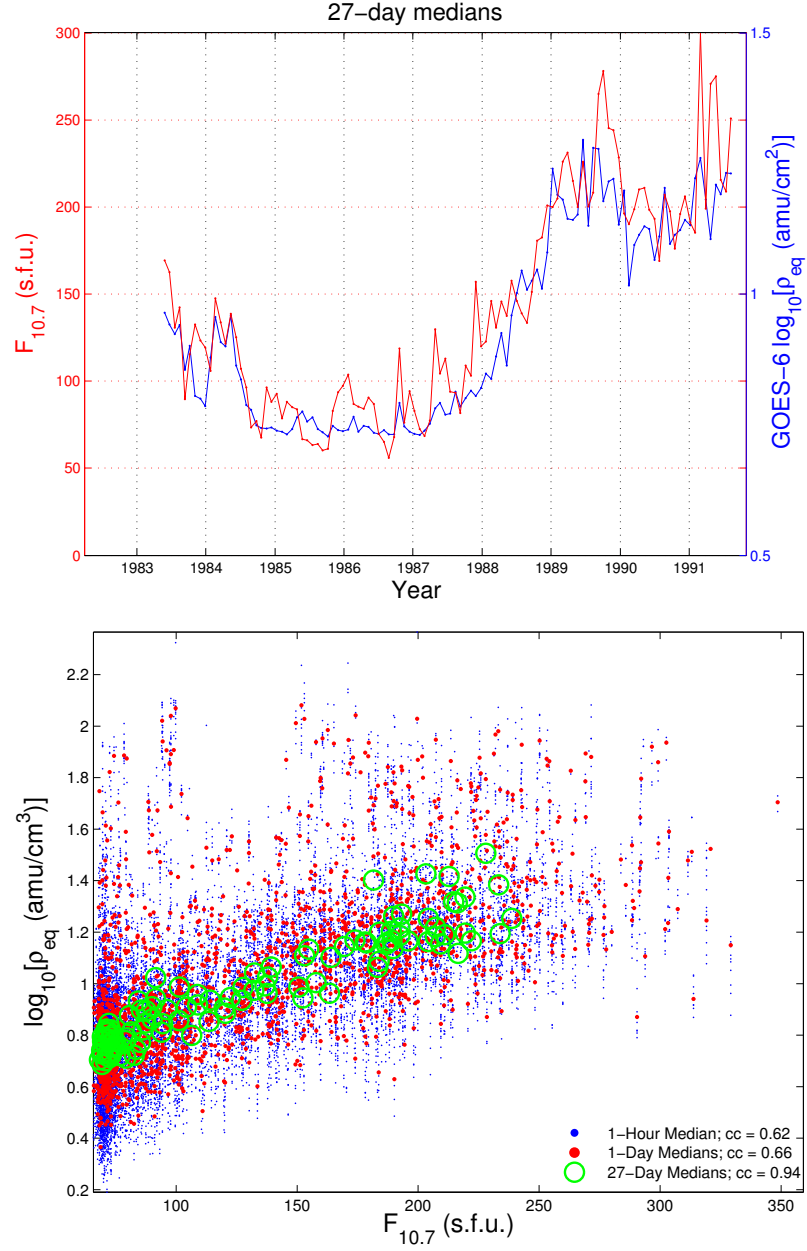 27−day medians
300
250
200
150
100
50
0
F10.7 (s.f.u.)
1.5
1
0.5
GOES−6 log10[ρeq (amu/cm2)]
1983 1984 1985 1986 1987 1988 1989 1990 1991
Year
2.2
2
1.8
1.6
1.4
1.2
1
0.8
0.6
0.4
0.2
log10[ρeq (amu/cm3)]
1−Hour Median; cc = 0.62
1−Day Medians; cc = 0.66
27−Day Medians; cc = 0.94
100 150 200 250 300 350
F10.7 (s.f.u.)